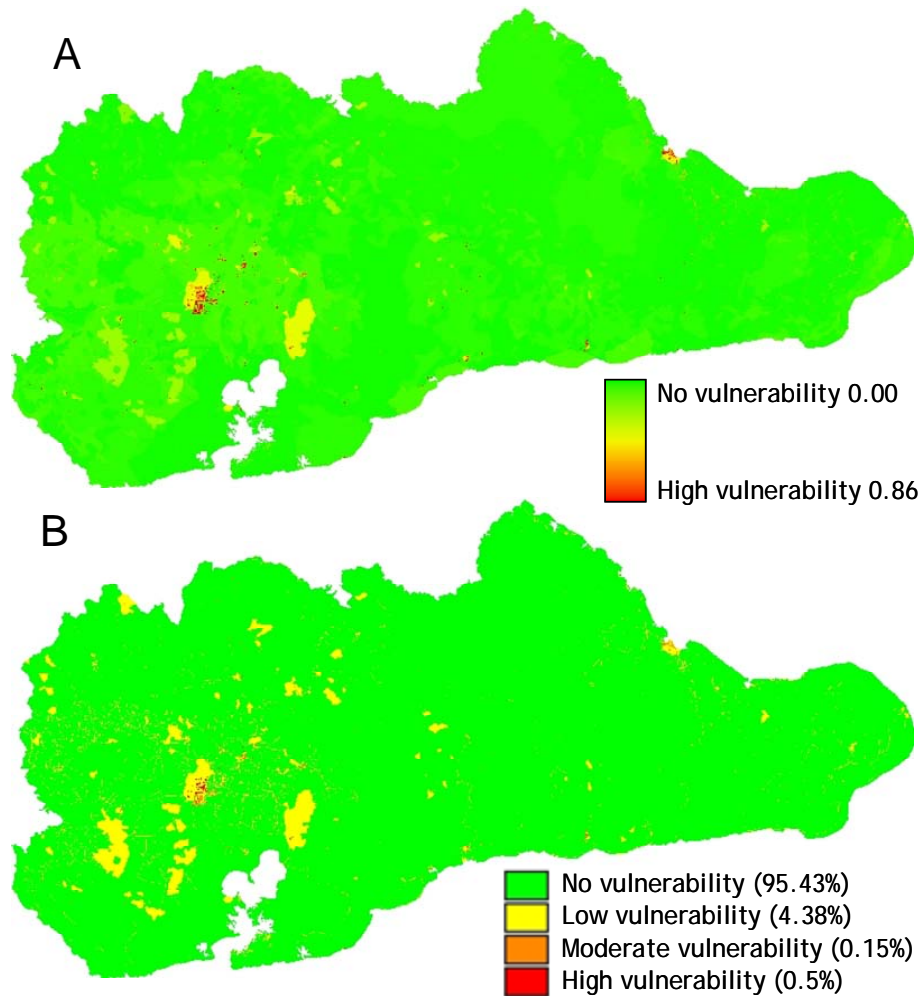 A
No vulnerability 0.00
High vulnerability 0.86
B
No vulnerability (95.43%)
Low vulnerability (4.38%)
Moderate vulnerability (0.15%)
High vulnerability (0.5%)